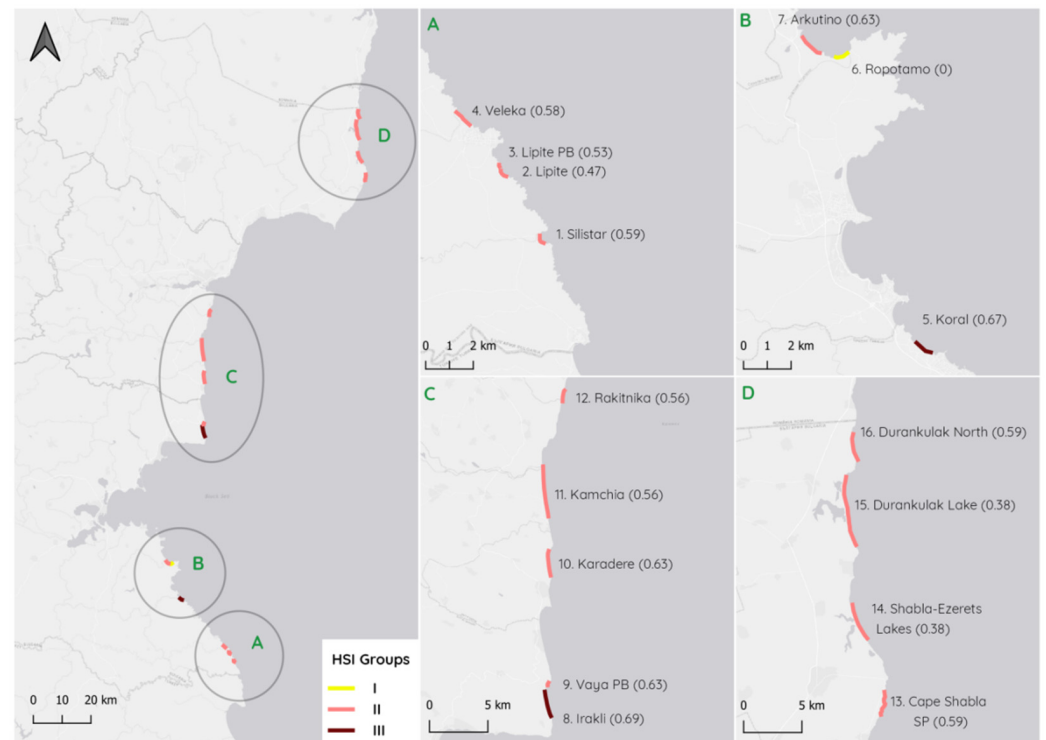 D
C
B
A
0 10 20 km
HSI Groups
I
II
III
A
4. Veleka (0.58)
3. Lipite PB (0.53)
2. Lipite (0.47)
1. Silistar (0.59)
0 1 2 km
B
7. Arkutino (0.63)
6. Ropotamo (0)
5. Koral (0.67)
0 1 2 km
C
12. Rakitnika (0.56)
11. Kamchia (0.56)
10. Karadere (0.63)
9. Vaya PB (0.63)
8. Irakli (0.69)
0 5 km
D
16. Durankulak North (0.59)
15. Durankulak Lake (0.38)
14. Shabla-Ezerets
Lakes (0.38)
13. Cape Shabla
SP (0.59)
0 5 km